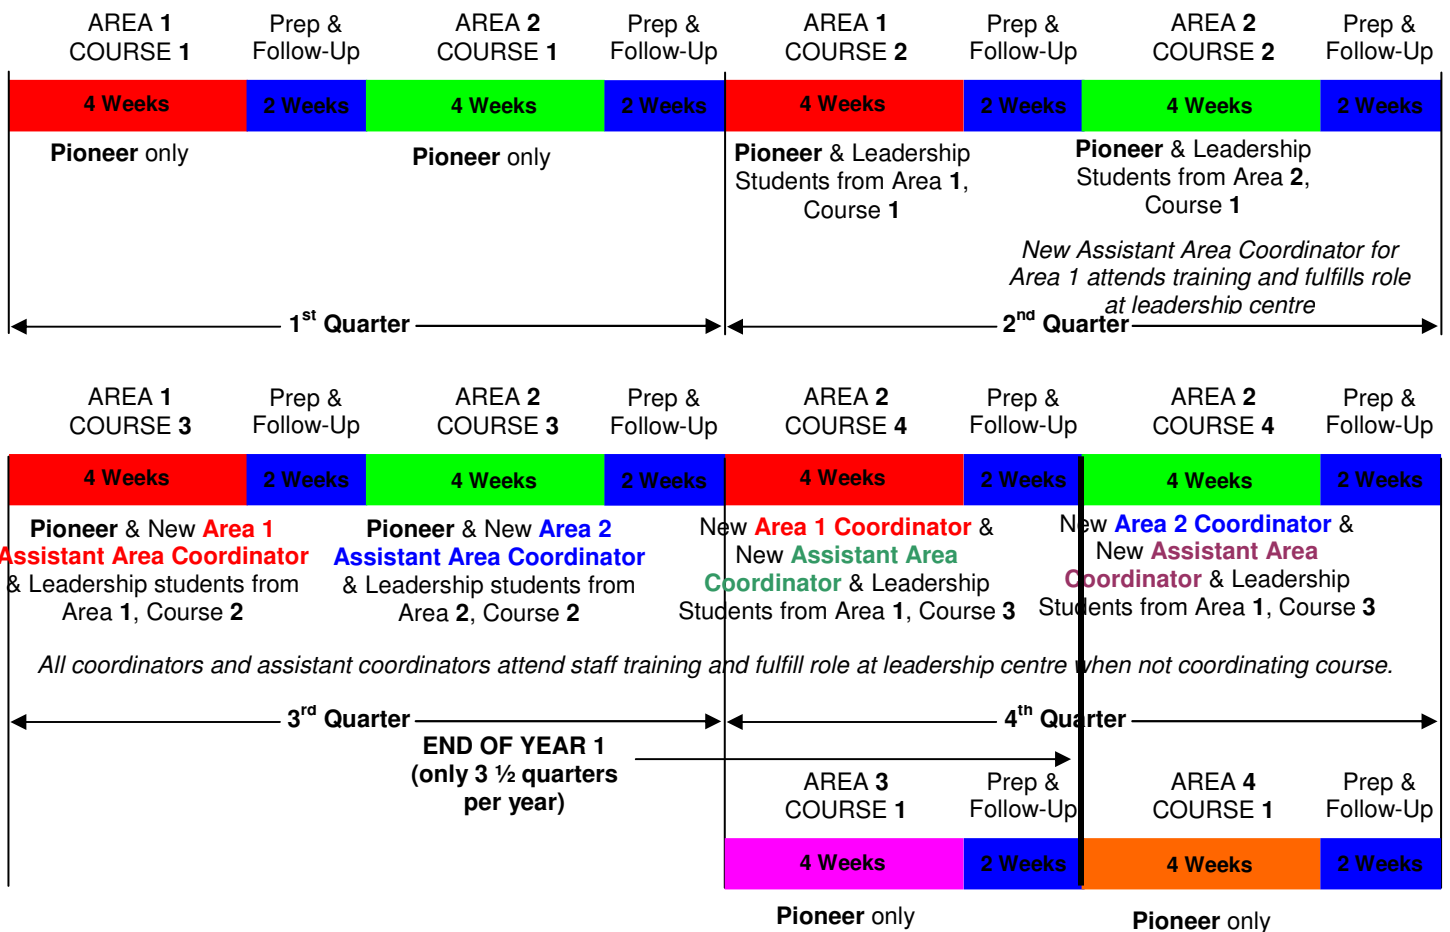 AREA 1 Prep & AREA 2 Prep & AREA 1 Prep & AREA 2 Prep &
COURSE 1 Follow-Up COURSE 1 Follow-Up COURSE 2 Follow-Up COURSE 2 Follow-Up
4 Weeks 2 Weeks 4 Weeks 2 Weeks 4 Weeks 2 Weeks 4 Weeks 2 Weeks
Pioneer only
Pioneer only
Pioneer & Leadership
Students from Area 1,
Course 1
Pioneer & Leadership
Students from Area 2,
Course 1
New Assistant Area Coordinator for
Area 1 attends training and fulfills role
at leadership centre
1st Quarter
2nd Quarter
AREA 1 Prep & AREA 2 Prep & AREA 2 Prep & AREA 2 Prep &
COURSE 3 Follow-Up COURSE 3 Follow-Up COURSE 4 Follow-Up COURSE 4 Follow-Up
4 Weeks 2 Weeks 4 Weeks 2 Weeks 4 Weeks 2 Weeks 4 Weeks 2 Weeks
Pioneer & New Area 1
Assistant Area Coordinator
& Leadership students from
Area 1, Course 2
Pioneer & New Area 2
Assistant Area Coordinator
& Leadership students from
Area 2, Course 2
New Area 1 Coordinator &
New Assistant Area
Coordinator & Leadership
Students from Area 1, Course 3
New Area 2 Coordinator &
New Assistant Area
Coordinator & Leadership
Students from Area 1, Course 3
All coordinators and assistant coordinators attend staff training and fulfill role at leadership centre when not coordinating course.
3rd Quarter
4th Quarter
END OF YEAR 1
(only 3 ½ quarters
per year)
AREA 3 Prep & AREA 4 Prep &
COURSE 1 Follow-Up COURSE 1 Follow-Up
4 Weeks 2 Weeks 4 Weeks 2 Weeks
Pioneer only
Pioneer only